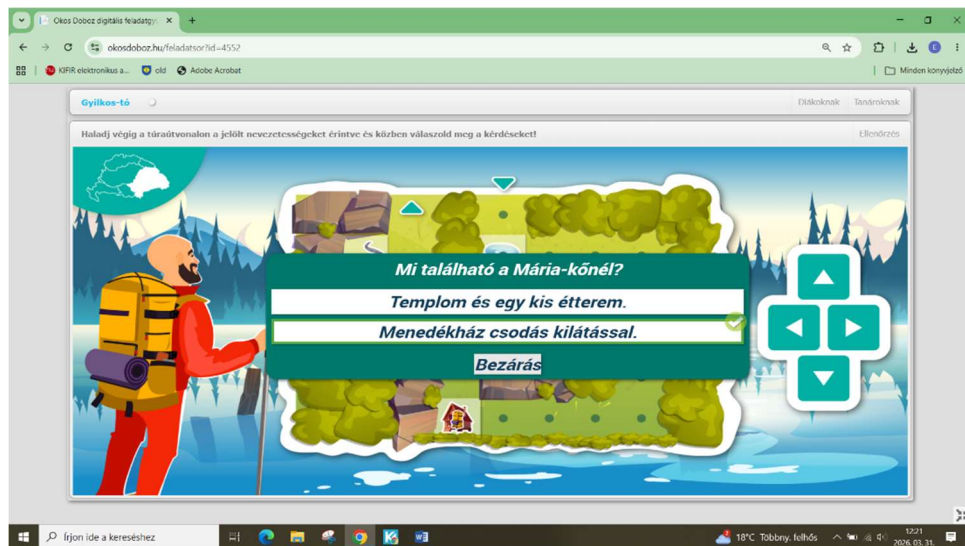 Okos Doboz digitális feladatgy
okosdoboz.hu/feladatsor?id=4552
KIFIR elektronikus a...
old
Adobe Acrobat
Minden könyvjelző
Gyilkos-tó
Diákoknak
Tanároknak
Haladj végig a túraútvonalon a jelölt nevezetességeket érintve és közben válaszold meg a kérdéseket!
Ellenőrzés
Mi található a Mária-kőnél?
Templom és egy kis étterem.
Menedékház csodás kilátással.
Bezárás
Írjon ide a kereséshez
18°C Többny. felhős
12:21
2026. 03. 31.